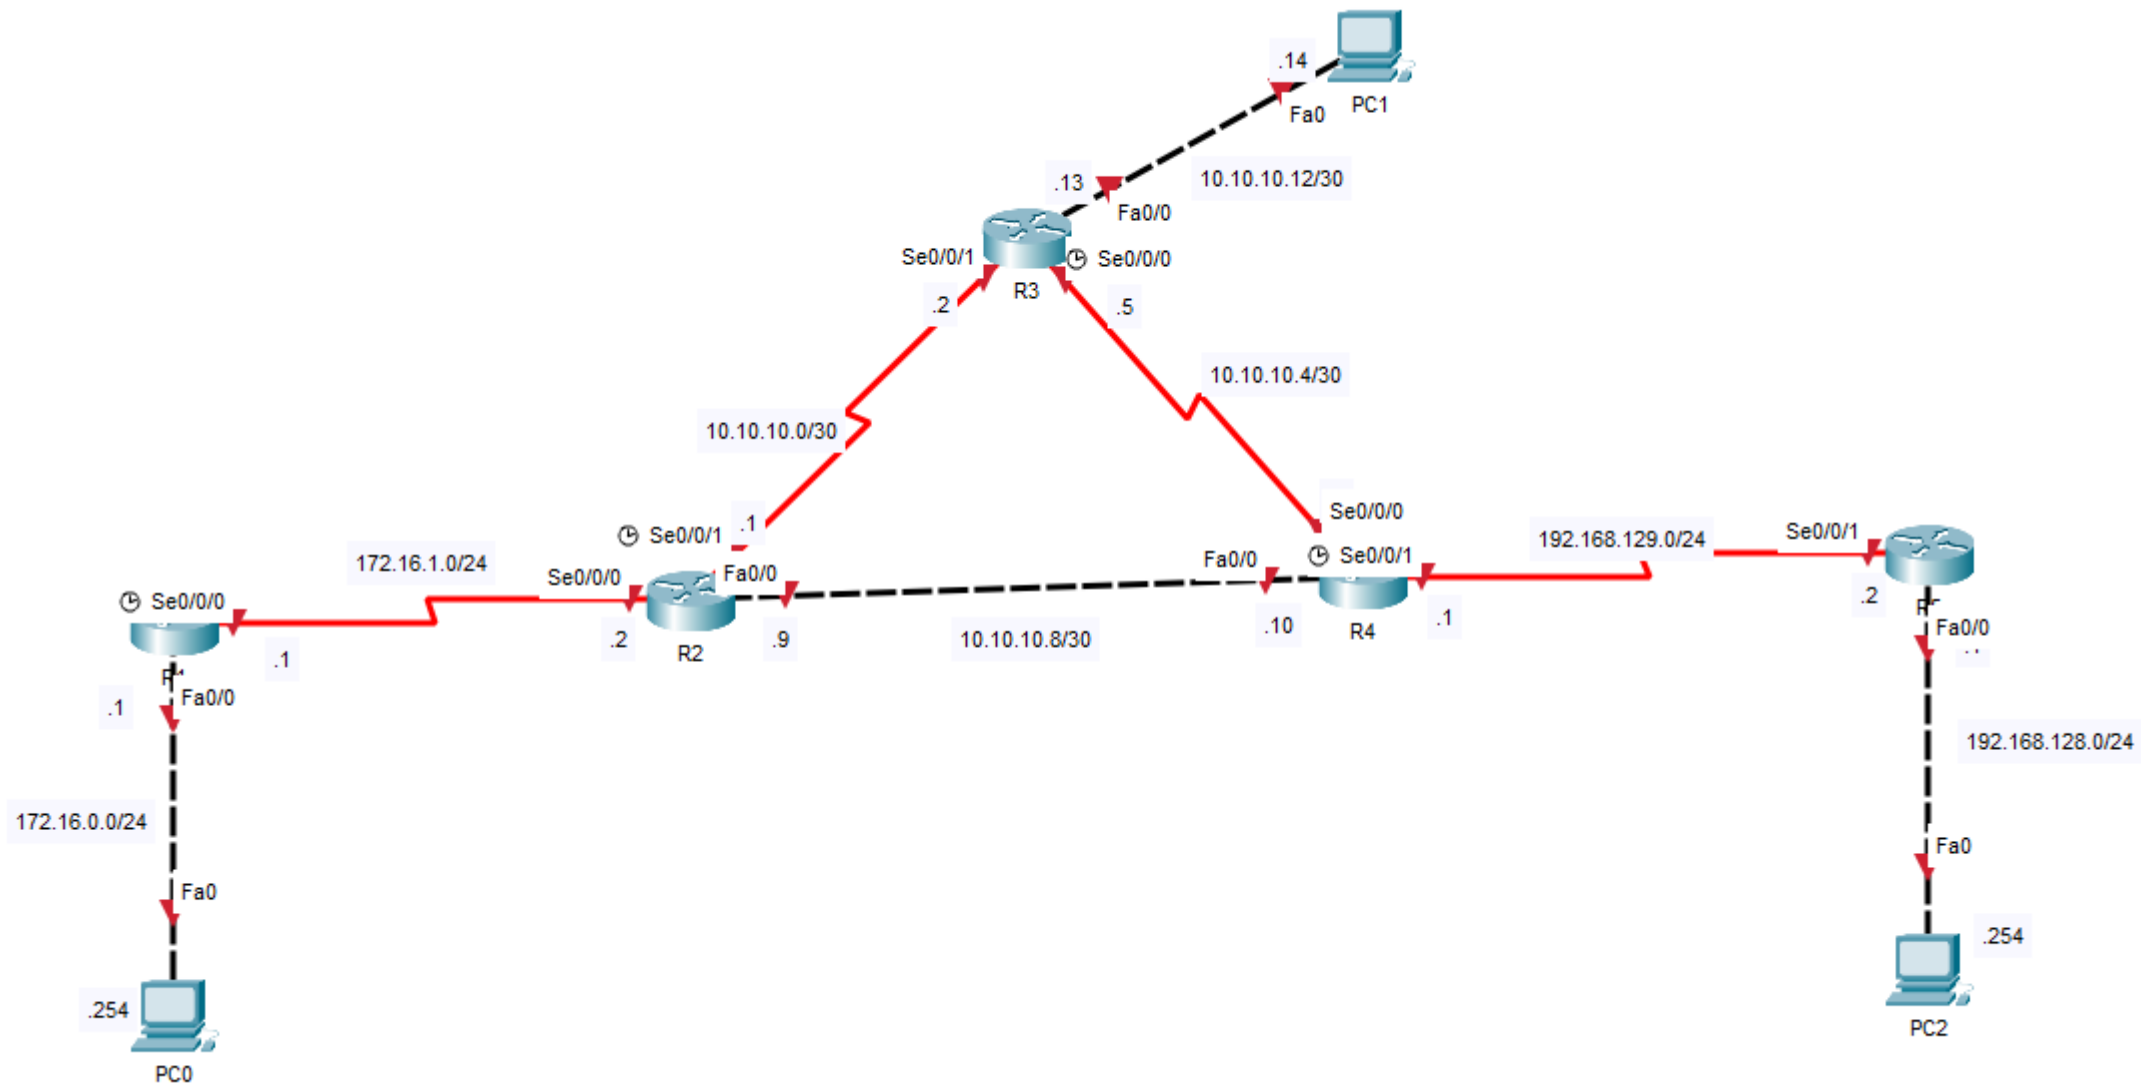 .14
PC1
Fa0
.13
10.10.10.12/30
Fa0/0
Se0/0/1
Se0/0/0
R3
.2
.5
10.10.10.4/30
10.10.10.0/30
.1
Se0/0/1
Se0/0/0
172.16.1.0/24
Se0/0/0
Fa0/0
Fa0/0
Se0/0/1
192.168.129.0/24
Se0/0/1
Se0/0/0
.1
.2
.9
R2
10.10.10.8/30
.10
R4
.1
.2
Fa0/0
.1
Fa0/0
192.168.128.0/24
172.16.0.0/24
Fa0
Fa0
.254
PC0
.254
PC2